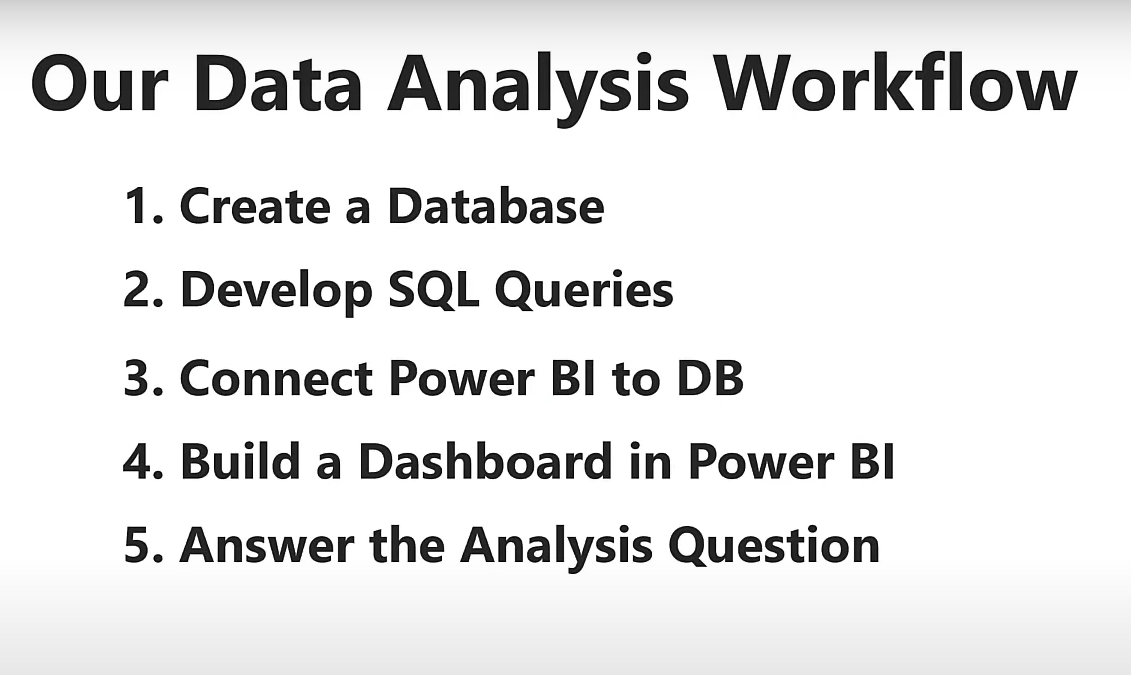 Our Data Analysis Workflow
1. Create a Database
2. Develop SQL Queries
3. Connect Power BI to DB
4. Build a Dashboard in Power BI
5. Answer the Analysis Question